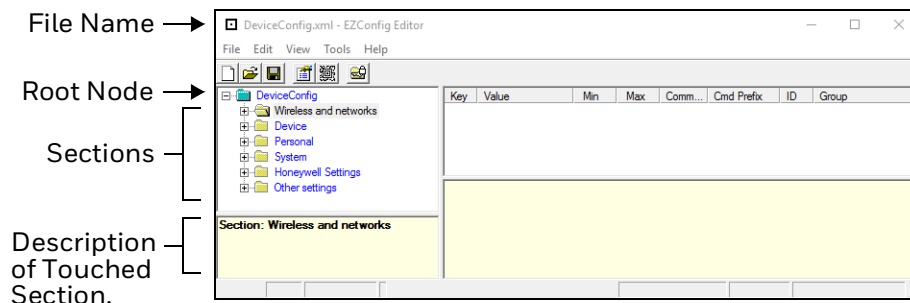 File Name
DeviceConfig.xml - EZConfig Editor
File Edit View Tools Help
Root Node
DeviceConfig
Key Value Min Max Comm... Cmd Prefix ID Group
Sections
Wireless and networks
Device
Personal
System
Honeywell Settings
Other settings
Description
of Touched
Section.
Section: Wireless and networks